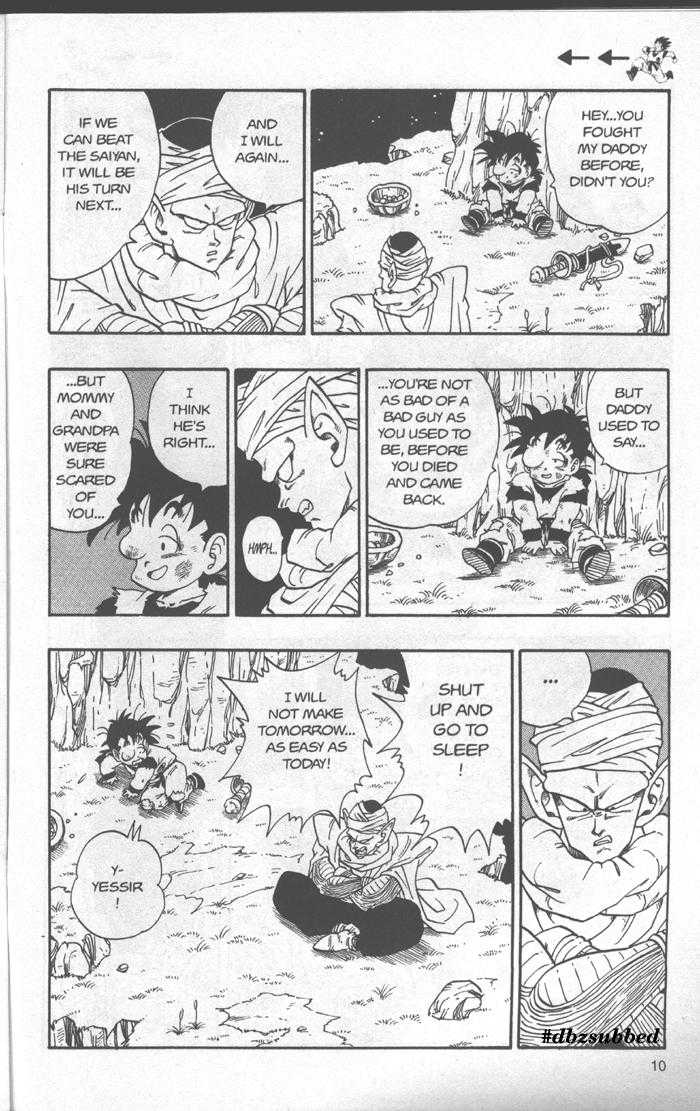 HEY...YOU
FOUGHT
MY DADDY
BEFORE,
DIDN'T YOU?
AND
I WILL
AGAIN...
IF WE
CAN BEAT
THE SAIYAN,
IT WILL BE
HIS TURN
NEXT...
BUT
DADDY
USED TO
SAY...
...YOU'RE NOT
AS BAD OF A
BAD GUY AS
YOU USED TO
BE, BEFORE
YOU DIED
AND CAME
BACK.
HMPH...
I
THINK
HE'S
RIGHT...
...BUT
MOMMY
AND
GRANDPA
WERE
SURE
SCARED
OF
YOU...
...
SHUT
UP AND
GO TO
SLEEP
!
I WILL
NOT MAKE
TOMORROW...
AS EASY AS
TODAY!
Y-
YESSIR
!
#dbzsubbed
10